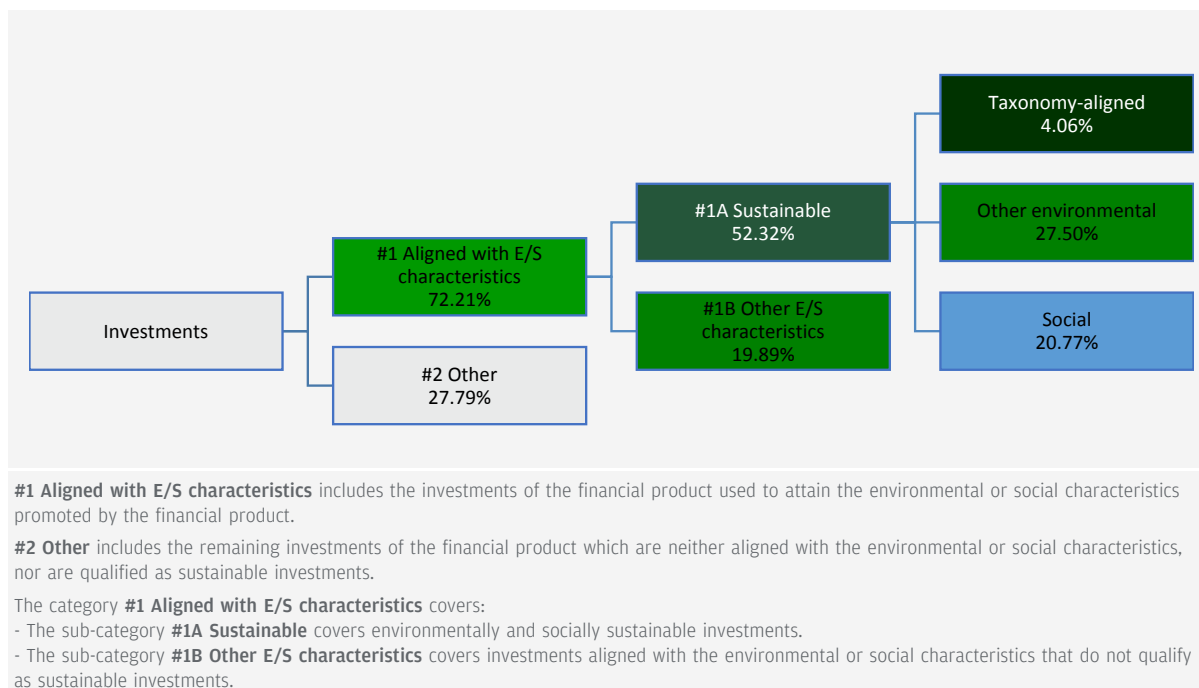 Investments
#1 Aligned with E/S
characteristics
72.21%
#2 Other
27.79%
#1A Sustainable
52.32%
#1B Other E/S
characteristics
19.89%
Taxonomy-aligned
4.06%
Other environmental
27.50%
Social
20.77%
#1 Aligned with E/S characteristics includes the investments of the financial product used to attain the environmental or social characteristics
promoted by the financial product.
#2 Other includes the remaining investments of the financial product which are neither aligned with the environmental or social characteristics,
nor are qualified as sustainable investments.
The category #1 Aligned with E/S characteristics covers:
- The sub-category #1A Sustainable covers environmentally and socially sustainable investments.
- The sub-category #1B Other E/S characteristics covers investments aligned with the environmental or social characteristics that do not qualify
as sustainable investments.